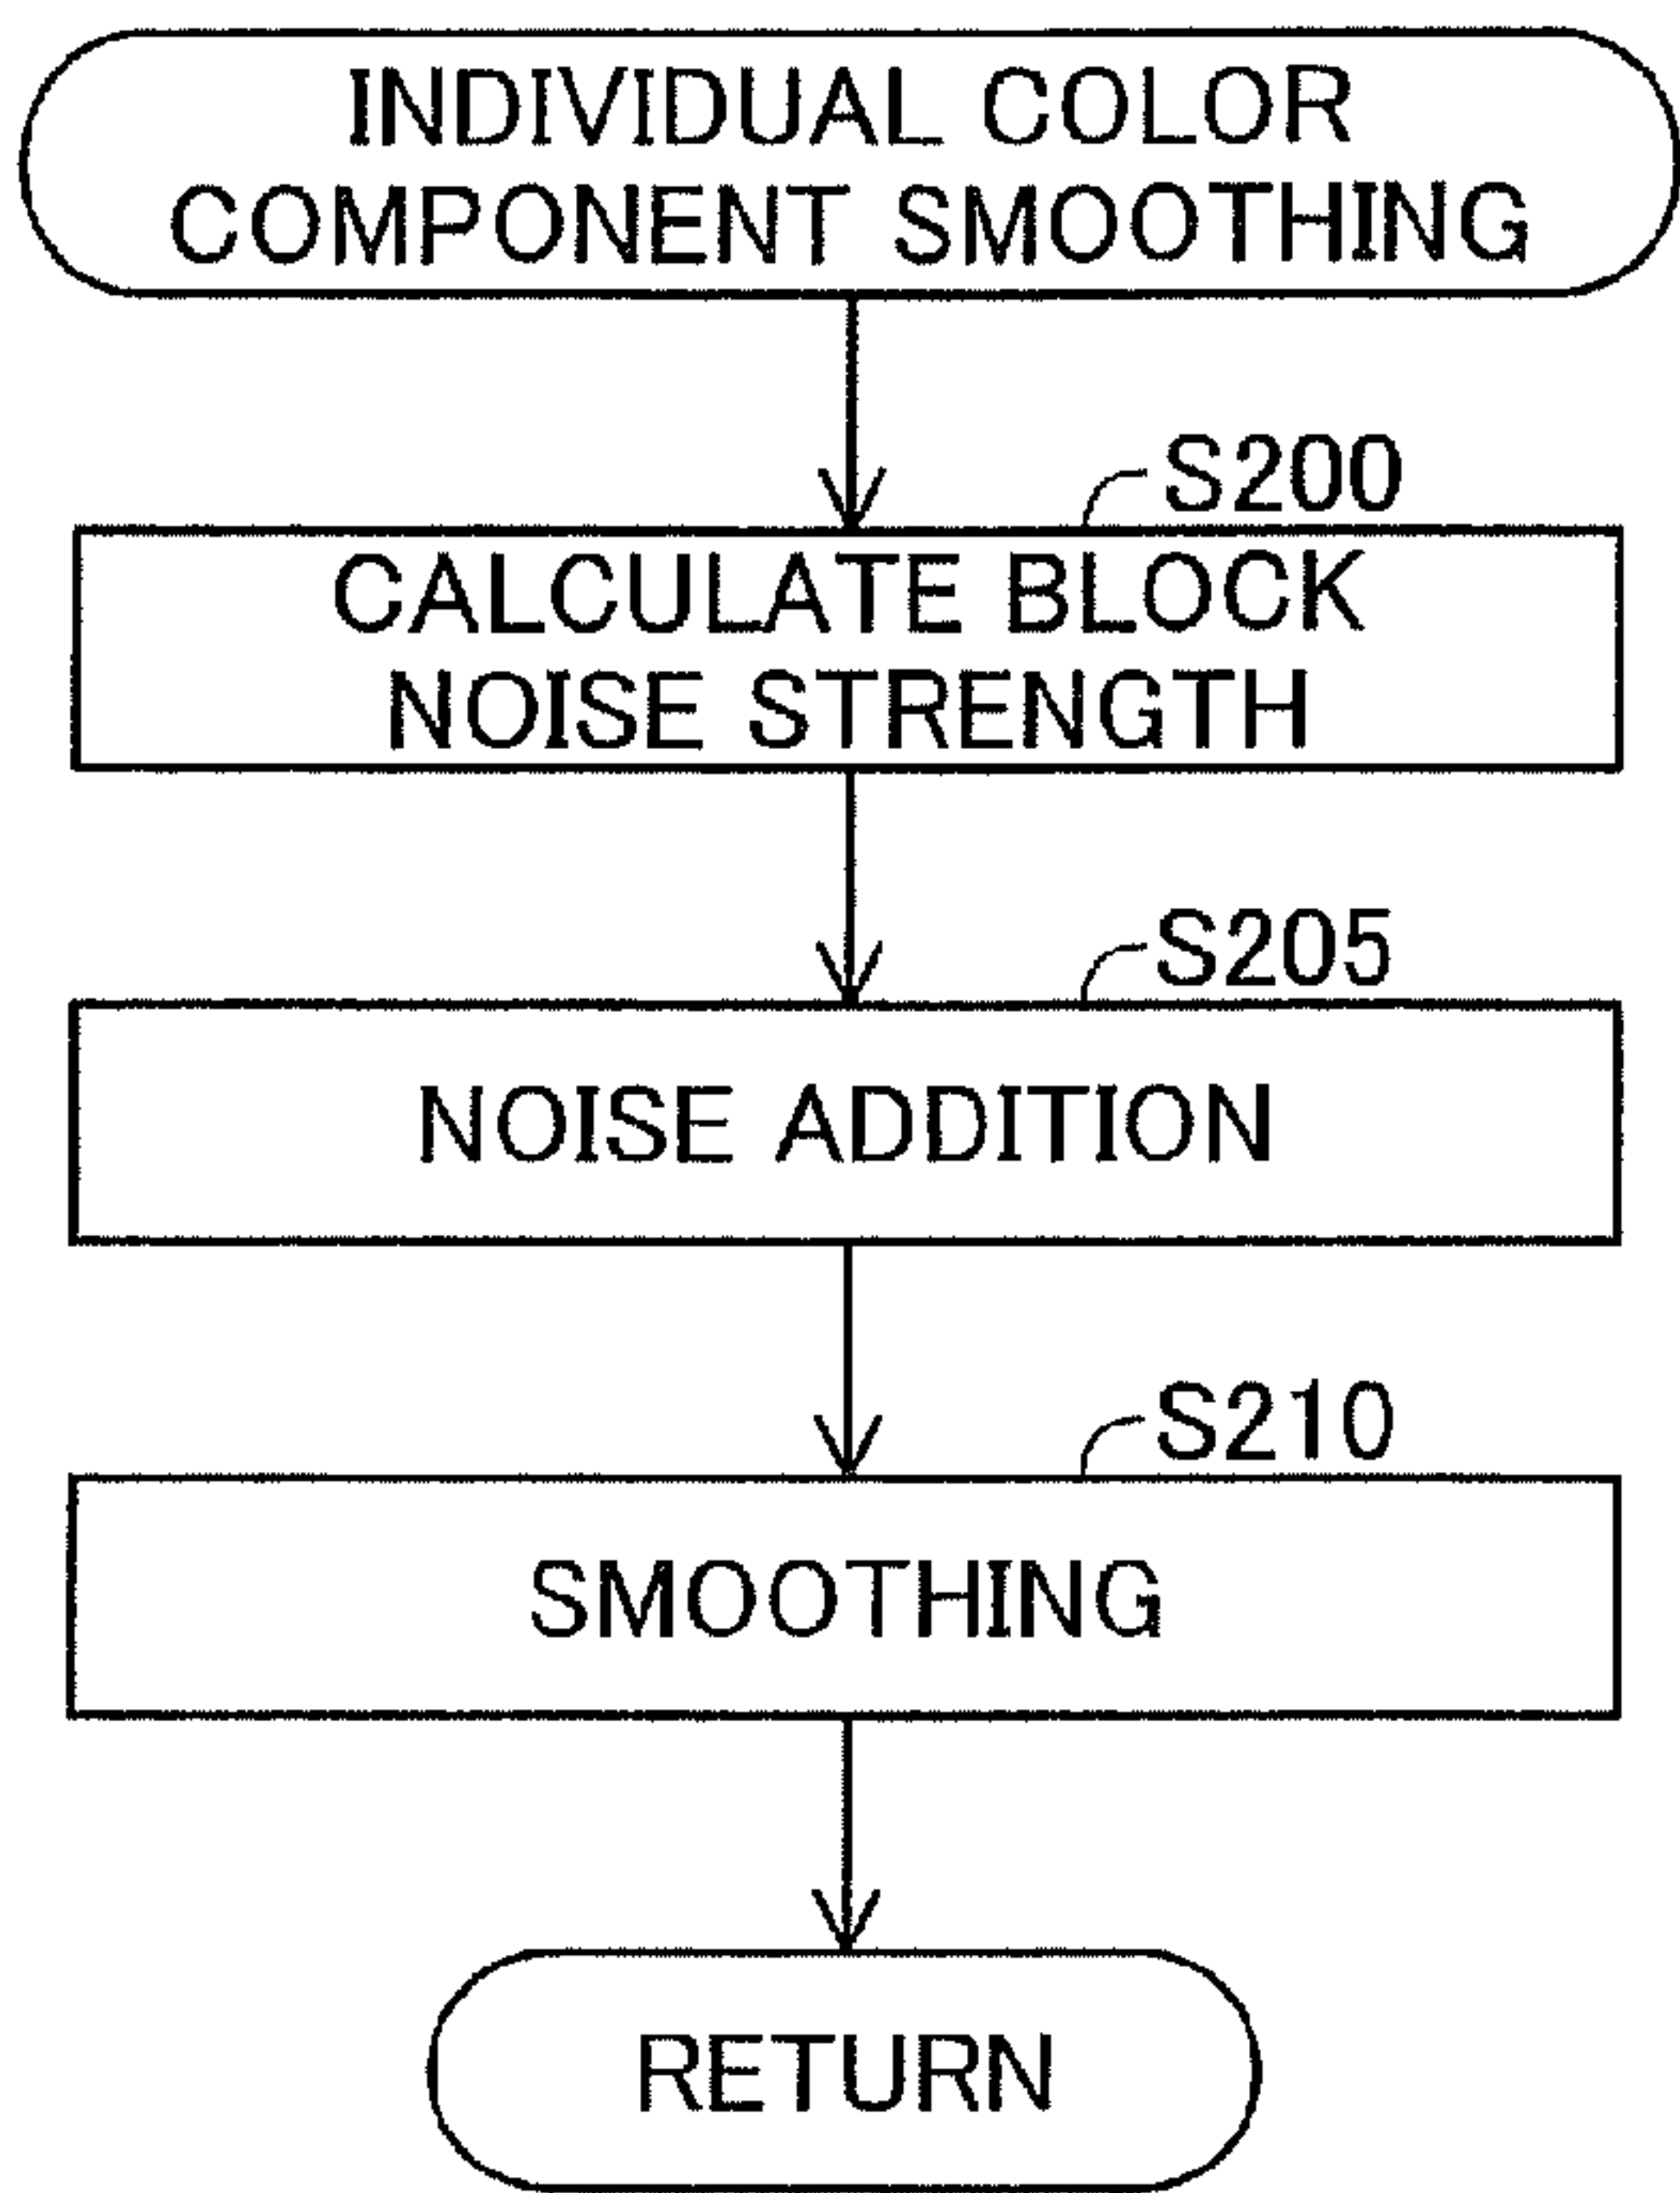 INDIVIDUAL COLOR
COMPONENT SMOOTHING
S200
CALCULATE BLOCK
NOISE STRENGTH
S205
NOISE ADDITION
S210
SMOOTHING
RETURN